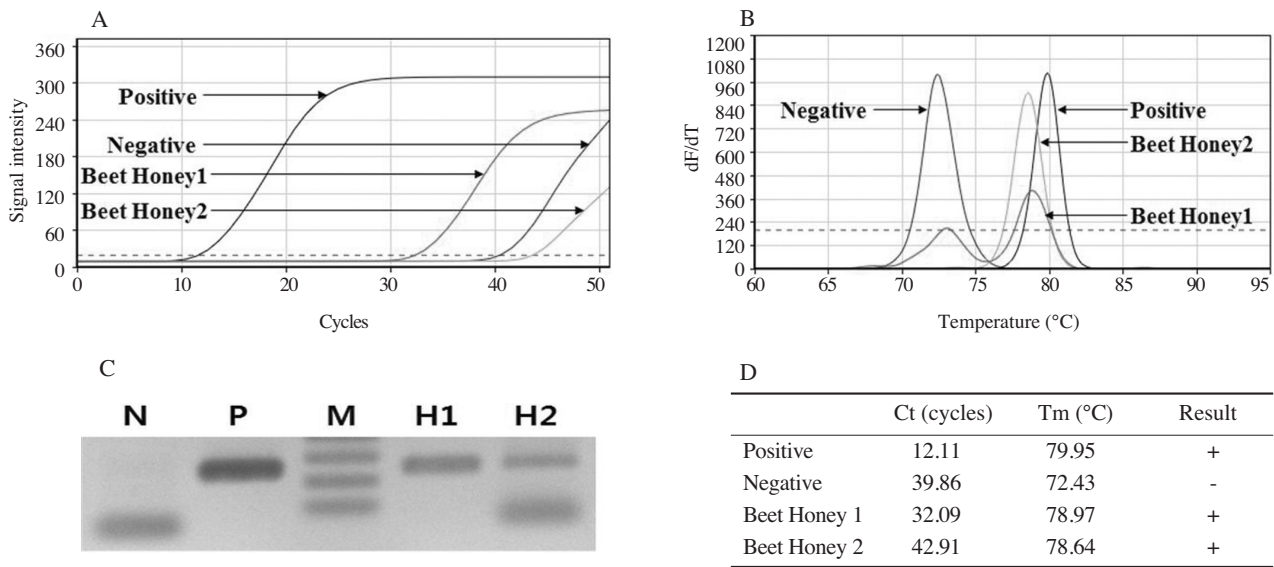 A
360
300
240
180
120
60
0
0 10 20 30 40 50
Signal intensity
Cycles
Positive
Negative
Beet Honey1
Beet Honey2
B
1200
1080
960
840
720
600
480
360
240
120
0
60 65 70 75 80 85 90 95
dF/dT
Temperature (°C)
Negative
Positive
Beet Honey2
Beet Honey1
C
N P M H1 H2
D
Ct (cycles) Tm (°C) Result
Positive 12.11 79.95 +
Negative 39.86 72.43 -
Beet Honey 1 32.09 78.97 +
Beet Honey 2 42.91 78.64 +